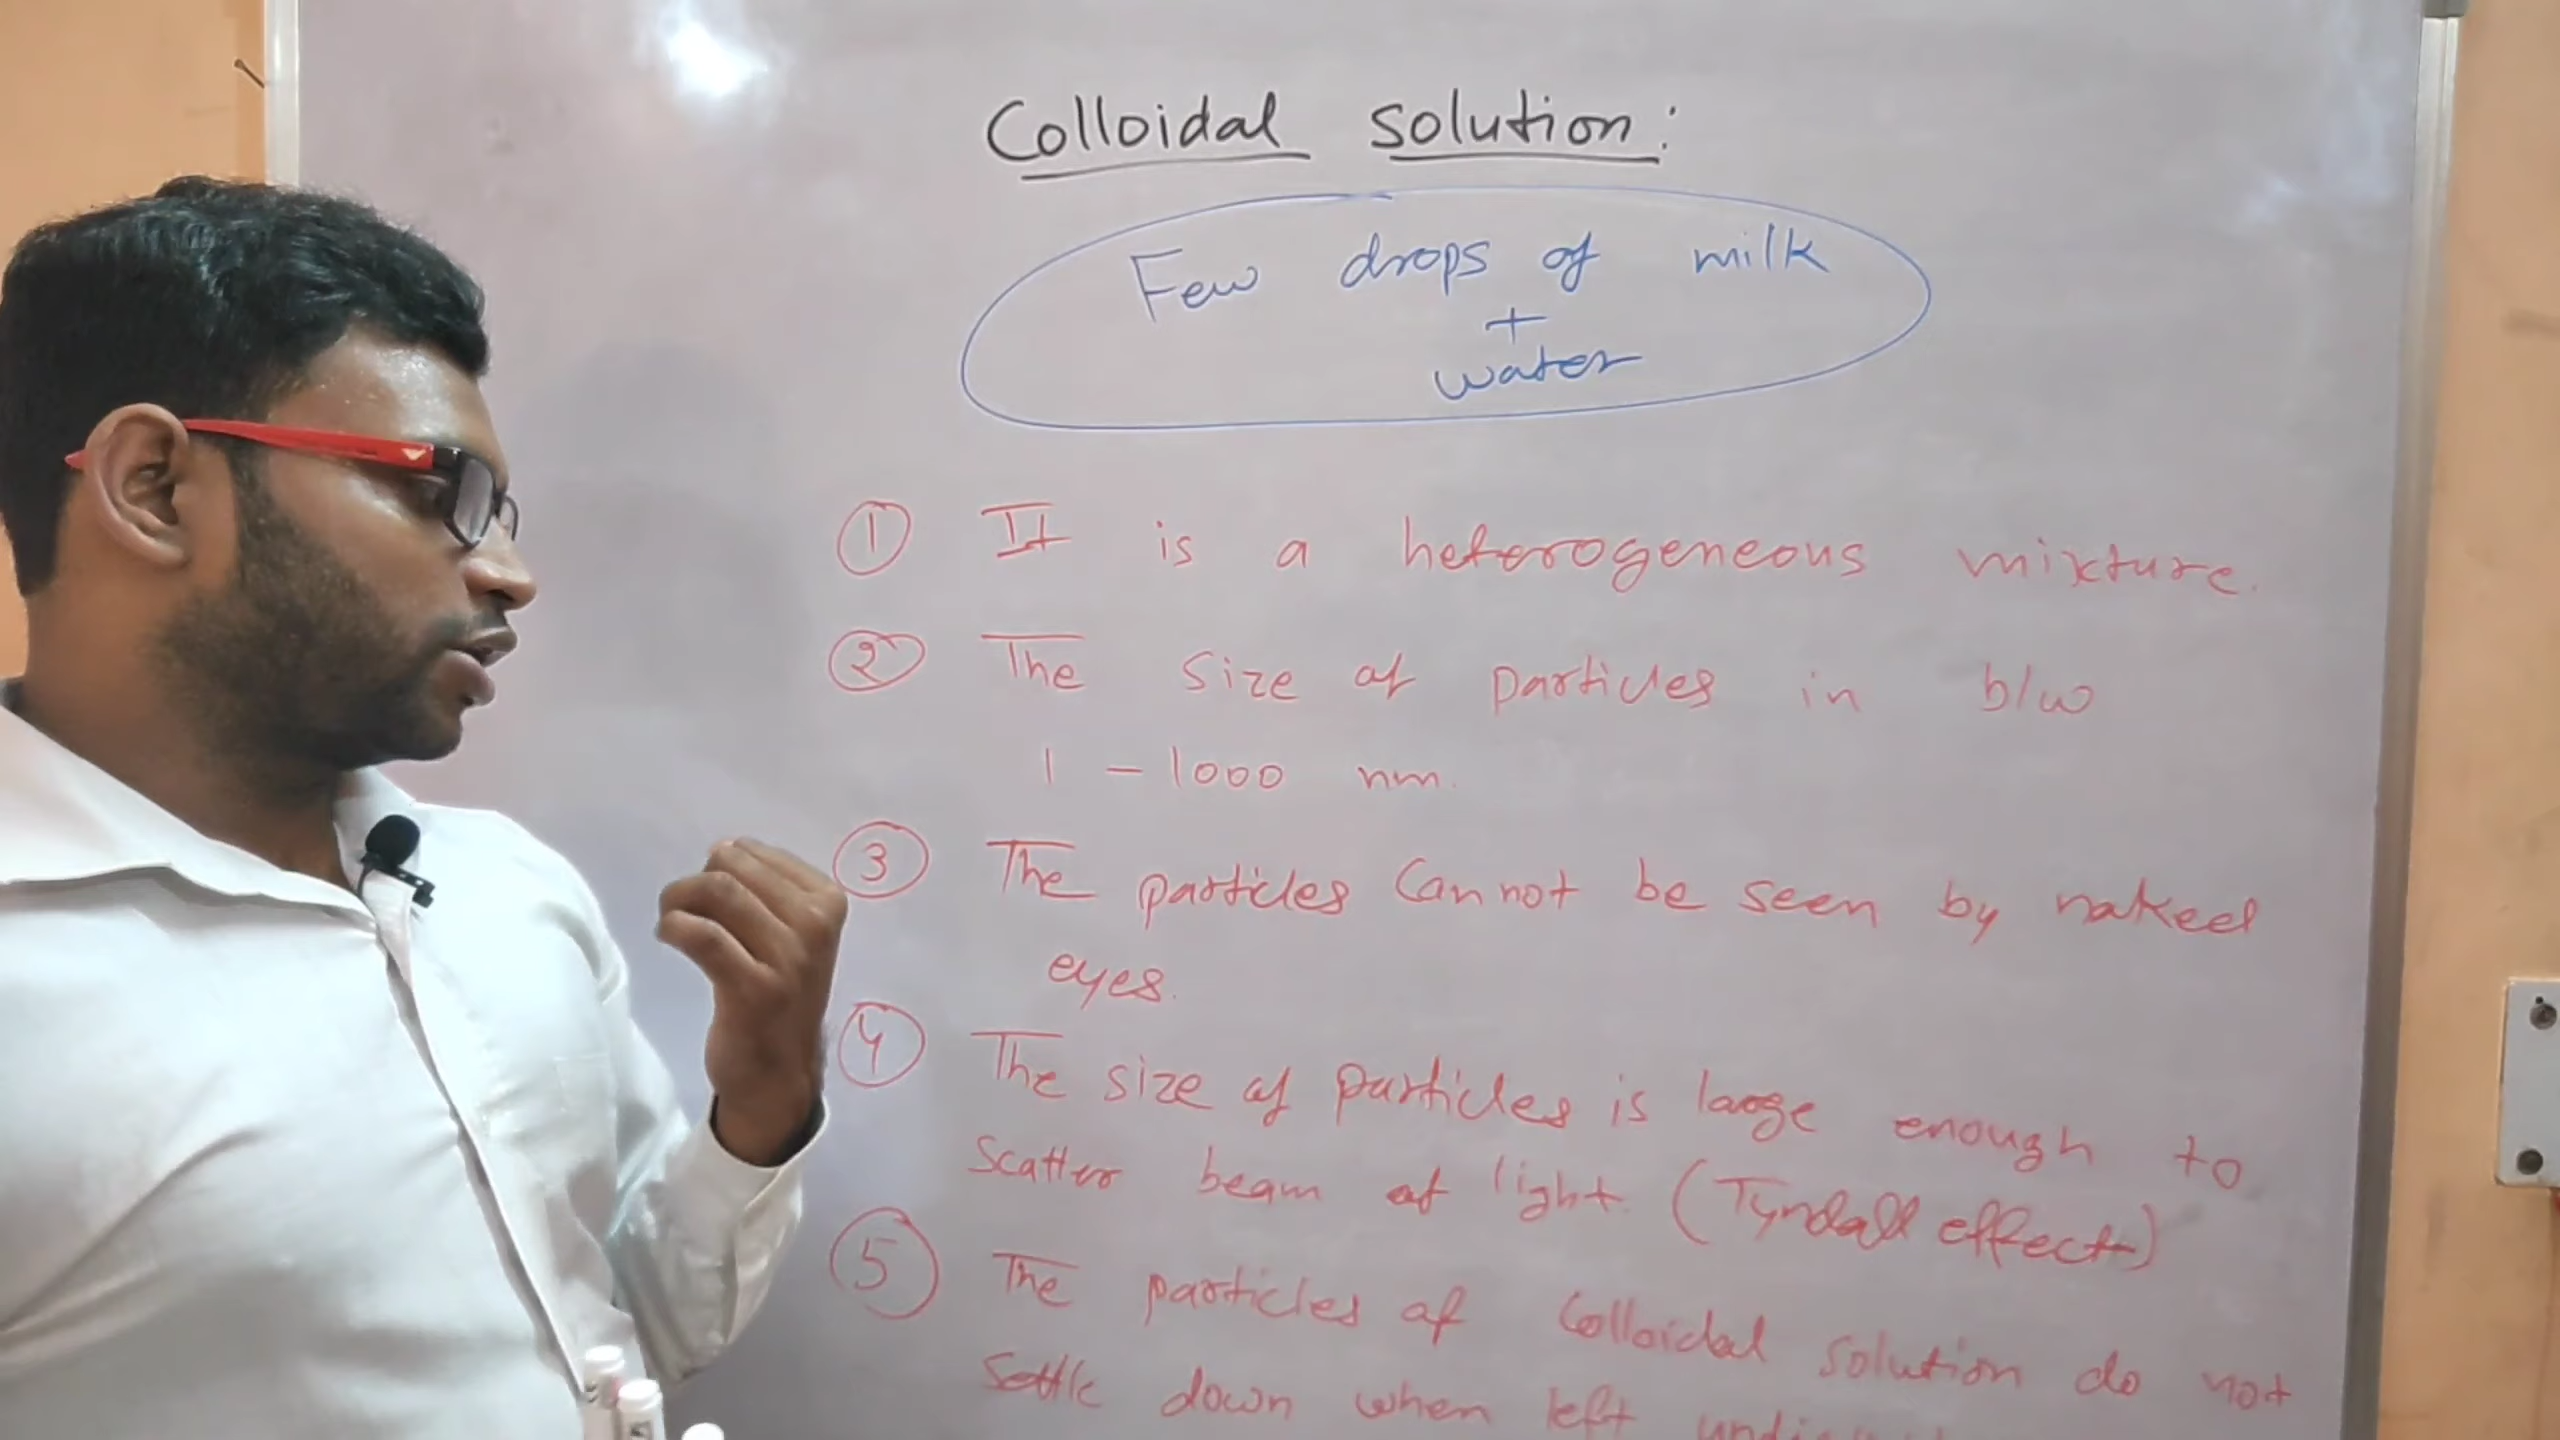 Colloidal solution:
Few drops of milk
+
water
① It is a heterogeneous mixture.
② The size of particles in b/w
1 - 1000 nm.
③ The particles cannot be seen by naked
eyes.
④ The size of particles is large enough to
scatter beam of light. (Tyndall effect)
⑤ The particles of colloidal solution do not
settle down when left